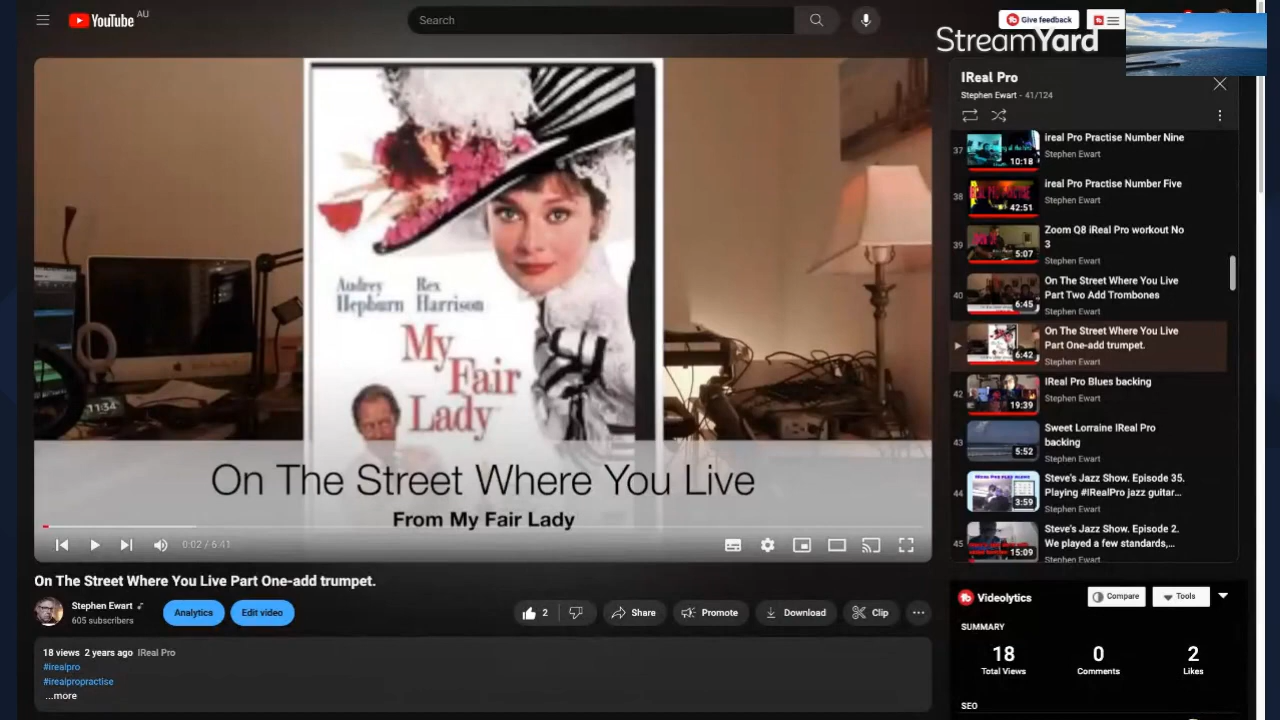 YouTube AU
Search
Give feedback
StreamYard
Audrey Rex
Hepburn Harrison
My
Fair
Lady
11:34
On The Street Where You Live
From My Fair Lady
0:02 / 6:41
On The Street Where You Live Part One-add trumpet.
Stephen Ewart
605 subscribers
Analytics
Edit video
2
Share
Promote
Download
Clip
18 views 2 years ago IReal Pro
#irealpro
#irealpropractise
...more
IReal Pro
Stephen Ewart - 41/124
37
10:18
ireal Pro Practise Number Nine
Stephen Ewart
38
42:51
ireal Pro Practise Number Five
Stephen Ewart
39
5:07
Zoom Q8 iReal Pro workout No
3
Stephen Ewart
40
6:45
On The Street Where You Live
Part Two Add Trombones
Stephen Ewart
6:42
On The Street Where You Live
Part One-add trumpet.
Stephen Ewart
42
19:39
IReal Pro Blues backing
Stephen Ewart
43
5:52
Sweet Lorraine IReal Pro
backing
Stephen Ewart
44
3:59
Steve's Jazz Show. Episode 35.
Playing #IRealPro jazz guitar...
Stephen Ewart
45
15:09
Steve's Jazz Show. Episode 2.
We played a few standards,...
Stephen Ewart
Videolytics
Compare
Tools
SUMMARY
18
Total Views
0
Comments
2
Likes
SEO